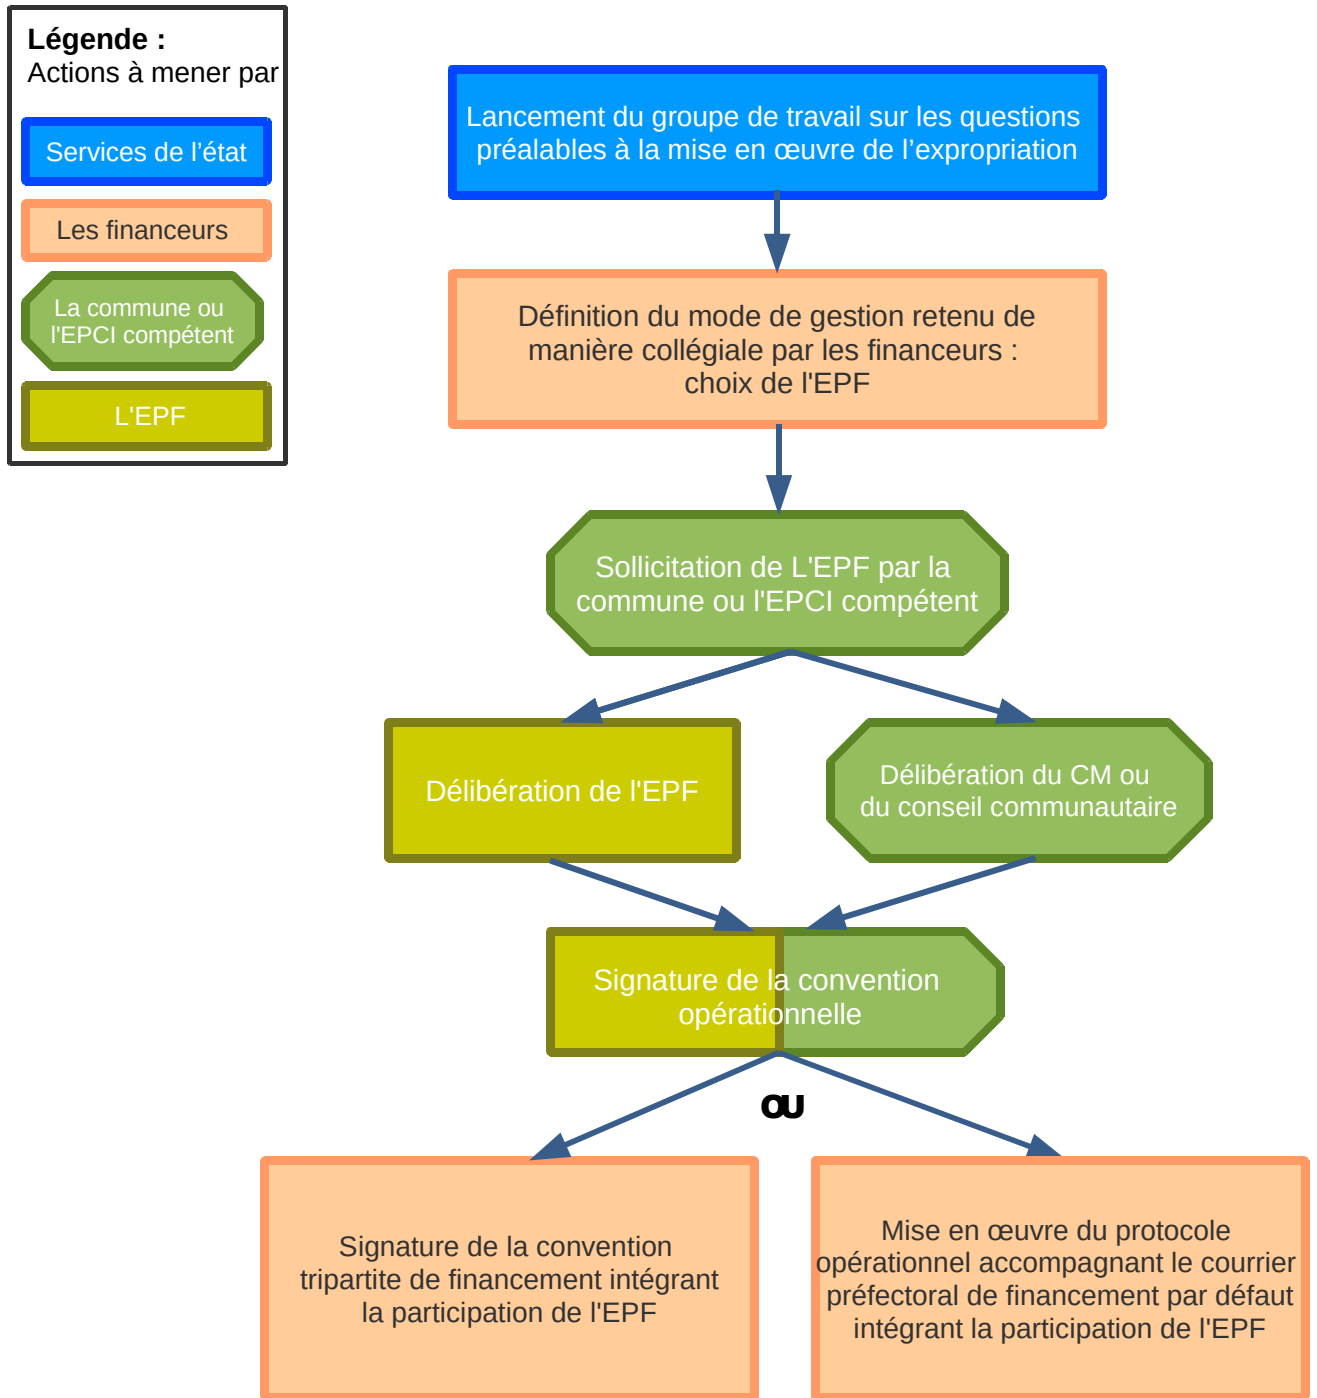 Légende :
Actions à mener par
Services de l’état
Les financeurs
La commune ou
l'EPCI compétent
L'EPF
Lancement du groupe de travail sur les questions
préalables à la mise en œuvre de l’expropriation
Définition du mode de gestion retenu de
manière collégiale par les financeurs :
choix de l'EPF
Sollicitation de L'EPF par la
commune ou l'EPCI compétent
Délibération de l'EPF
Délibération du CM ou
du conseil communautaire
Signature de la convention
opérationnelle
ou
Signature de la convention
tripartite de financement intégrant
la participation de l'EPF
Mise en œuvre du protocole
opérationnel accompagnant le courrier
préfectoral de financement par défaut
intégrant la participation de l'EPF